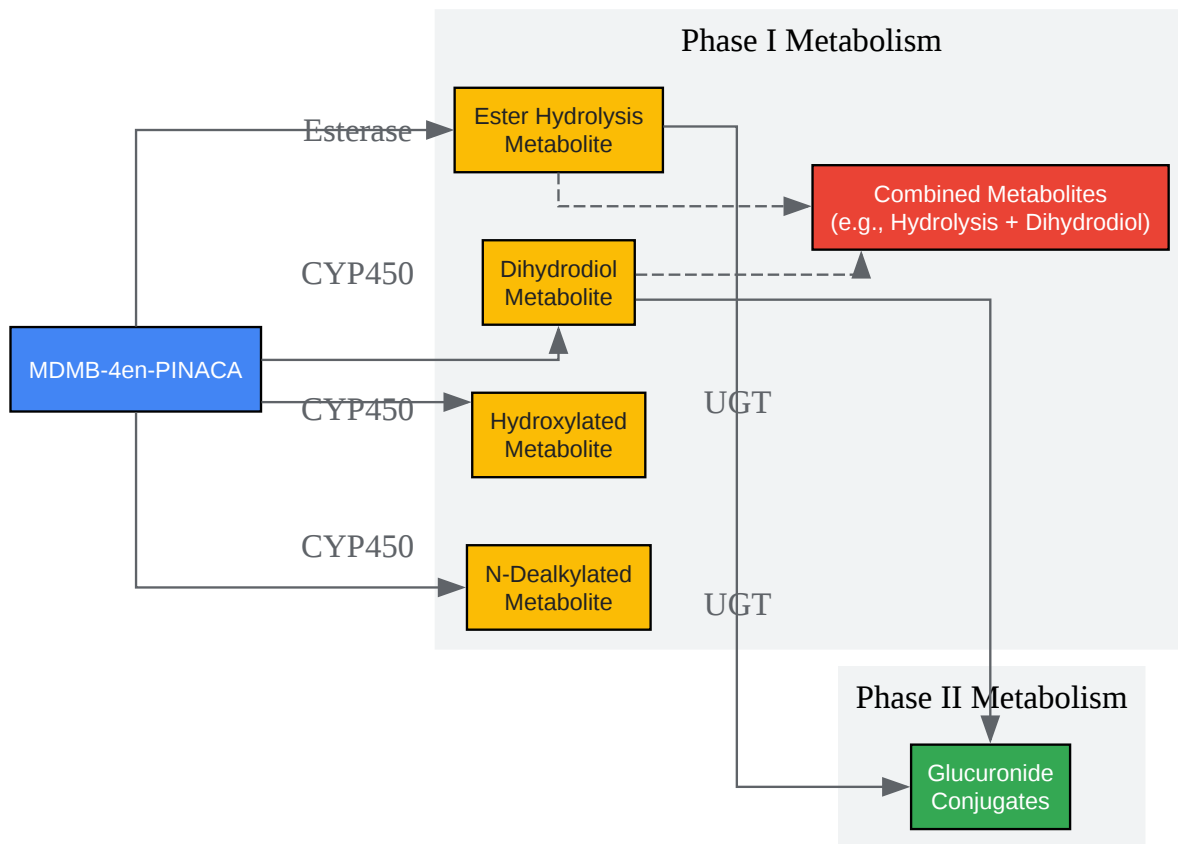 Phase I Metabolism
Esterase
Ester Hydrolysis
Metabolite
Combined Metabolites
(e.g., Hydrolysis + Dihydrodiol)
CYP450
Dihydrodiol
Metabolite
MDMB-4en-PINACA
CYP450
Hydroxylated
Metabolite
UGT
CYP450
N-Dealkylated
Metabolite
UGT
Phase II Metabolism
Glucuronide
Conjugates